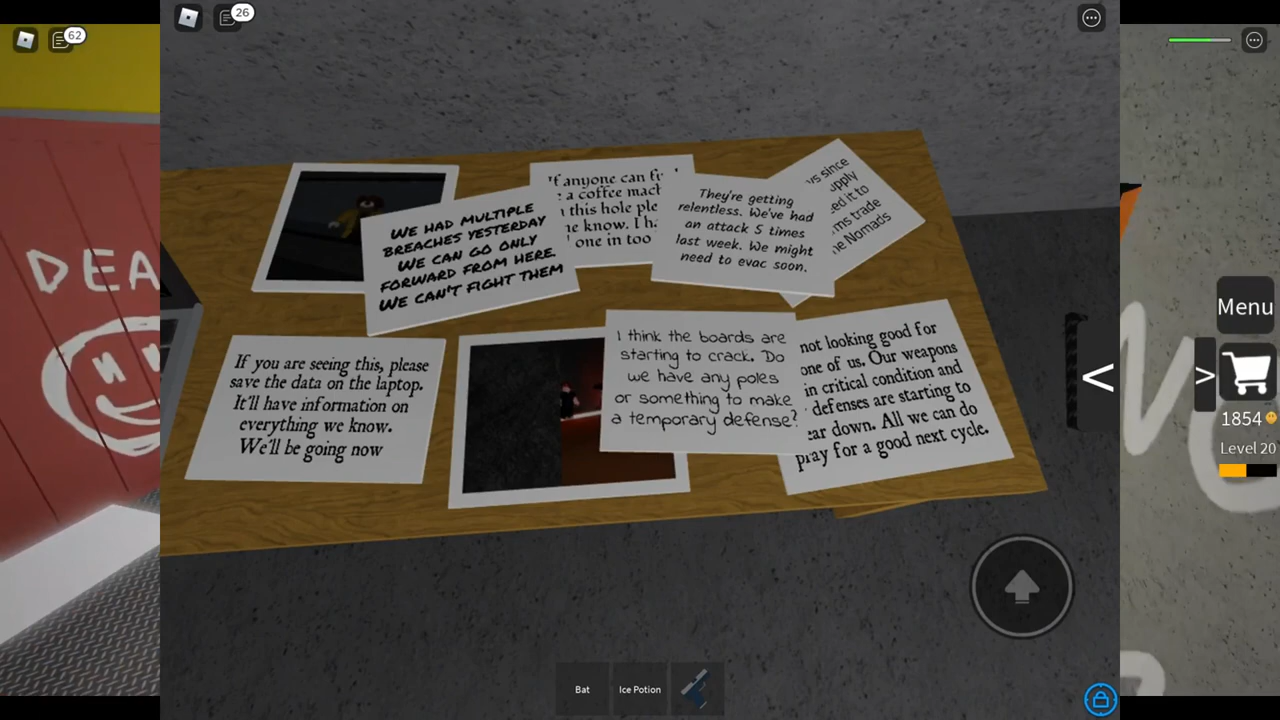 26
62
DEA
WE HAD MULTIPLE
BREACHES YESTERDAY
WE CAN GO ONLY
FORWARD FROM HERE.
WE CAN'T FIGHT THEM
If anyone can
a coffee
this hole
know. I
one in too
They're getting
relentless. We've had
an attack 5 times
last week. We might
need to evac soon.
since
to
trade
Nomads
If you are seeing this, please
save the data on the laptop.
It'll have information on
everything we know.
We'll be going now
I think the boards are
starting to crack. Do
we have any poles
or something to make
a temporary defense?
not looking good for
one of us. Our weapons
in critical condition and
defenses are starting to
down. All we can do
pray for a good next cycle.
Menu
<
>
1854
Level 20
Bat
Ice Potion